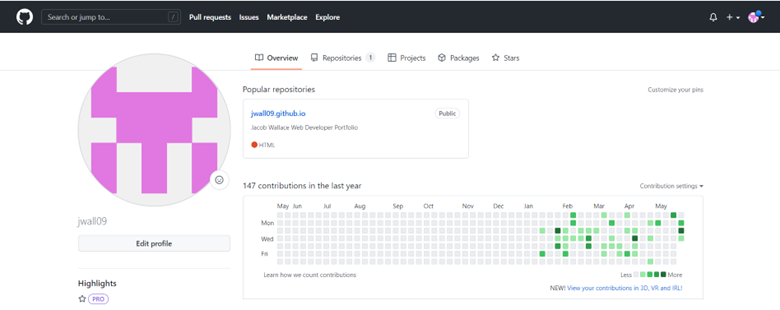 Search or jump to... /
Pull requests Issues Marketplace Explore
Overview Repositories 1 Projects Packages Stars
Popular repositories
Customize your pins
jwall09.github.io Public
Jacob Wallace Web Developer Portfolio
HTML
jwall09
Edit profile
Highlights
PRO
147 contributions in the last year
Contribution settings
May Jun Jul Aug Sep Oct Nov Dec Jan Feb Mar Apr May
Mon
Wed
Fri
Learn how we count contributions
Less More
NEW! View your contributions in 3D, VR and IRL!